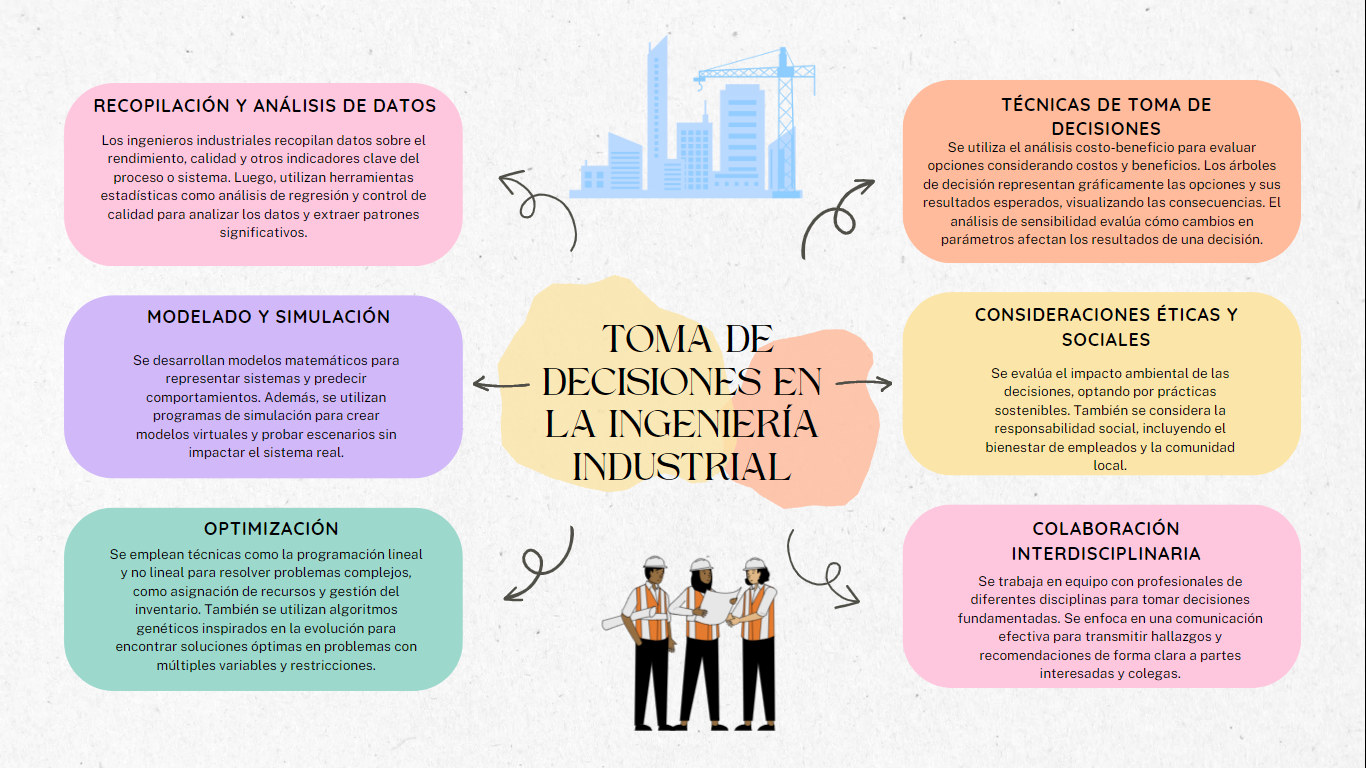 RECOPILACIÓN Y ANÁLISIS DE DATOS
Los ingenieros industriales recopilan datos sobre el
rendimiento, calidad y otros indicadores clave del
proceso o sistema. Luego, utilizan herramientas
estadísticas como análisis de regresión y control de
calidad para analizar los datos y extraer patrones
significativos.
MODELADO Y SIMULACIÓN
Se desarrollan modelos matemáticos para
representar sistemas y predecir
comportamientos. Además, se utilizan
programas de simulación para crear
modelos virtuales y probar escenarios sin
impactar el sistema real.
OPTIMIZACIÓN
Se emplean técnicas como la programación lineal
y no lineal para resolver problemas complejos,
como asignación de recursos y gestión del
inventario. También se utilizan algoritmos
genéticos inspirados en la evolución para
encontrar soluciones óptimas en problemas con
múltiples variables y restricciones.
TOMA DE
DECISIONES EN
LA INGENIERÍA
INDUSTRIAL
TÉCNICAS DE TOMA DE
DECISIONES
Se utiliza el análisis costo-beneficio para evaluar
opciones considerando costos y beneficios. Los árboles
de decisión representan gráficamente las opciones y sus
resultados esperados, visualizando las consecuencias. El
análisis de sensibilidad evalúa cómo cambios en
parámetros afectan los resultados de una decisión.
CONSIDERACIONES ÉTICAS Y
SOCIALES
Se evalúa el impacto ambiental de las
decisiones, optando por prácticas
sostenibles. También se considera la
responsabilidad social, incluyendo el
bienestar de empleados y la comunidad
local.
COLABORACIÓN
INTERDISCIPLINARIA
Se trabaja en equipo con profesionales de
diferentes disciplinas para tomar decisiones
fundamentadas. Se enfoca en una comunicación
efectiva para transmitir hallazgos y
recomendaciones de forma clara a partes
interesadas y colegas.